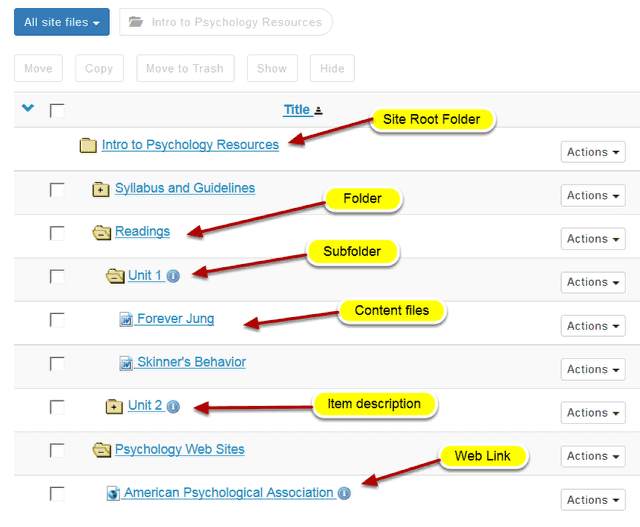 All site files
Intro to Psychology Resources
Move Copy Move to Trash Show Hide
Title
Site Root Folder
Intro to Psychology Resources
Actions
Syllabus and Guidelines
Actions
Folder
Readings
Actions
Subfolder
Unit 1
Actions
Content files
Forever Jung
Actions
Skinner's Behavior
Actions
Item description
Unit 2
Actions
Psychology Web Sites
Actions
Web Link
American Psychological Association
Actions